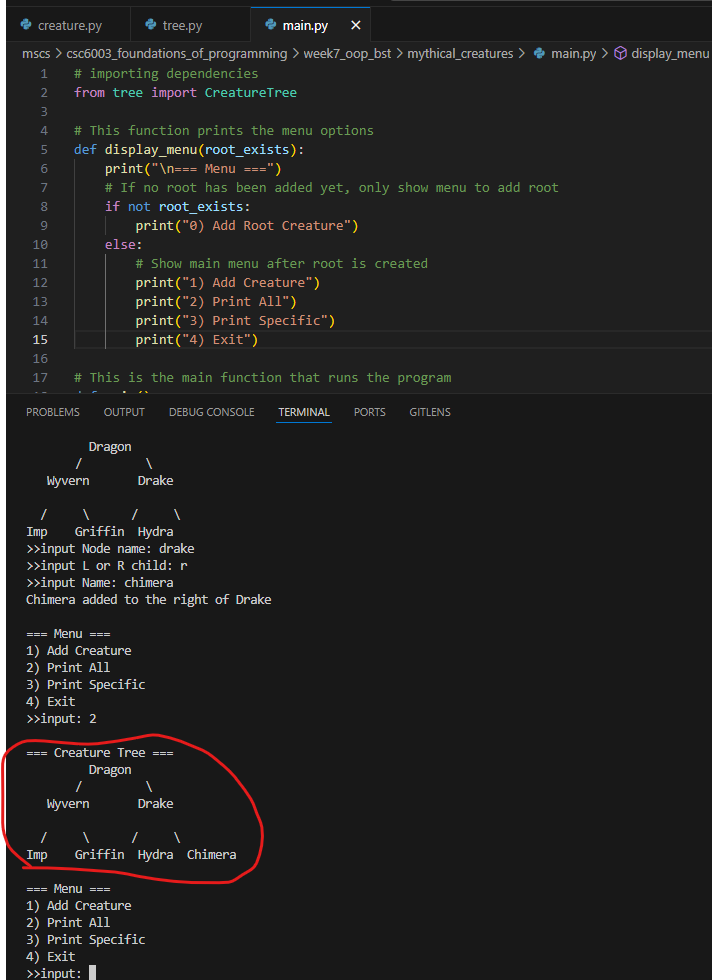 creature.py tree.py main.py ×
mscs > csc6003_foundations_of_programming > week7_oop_bst > mythical_creatures > main.py > display_menu
1 # importing dependencies
2 from tree import CreatureTree
3
4 # This function prints the menu options
5 def display_menu(root_exists):
6     print("\n=== Menu ===")
7     # If no root has been added yet, only show menu to add root
8     if not root_exists:
9         print("0) Add Root Creature")
10     else:
11         # Show main menu after root is created
12         print("1) Add Creature")
13         print("2) Print All")
14         print("3) Print Specific")
15         print("4) Exit")
16
17 # This is the main function that runs the program
PROBLEMS OUTPUT DEBUG CONSOLE TERMINAL PORTS GITLENS
         Dragon
       /         \
   Wyvern       Drake
  /     \      /     \
Imp    Griffin  Hydra
>>input Node name: drake
>>input L or R child: r
>>input Name: chimera
Chimera added to the right of Drake
=== Menu ===
1) Add Creature
2) Print All
3) Print Specific
4) Exit
>>input: 2
=== Creature Tree ===
         Dragon
       /         \
   Wyvern       Drake
  /     \      /     \
Imp    Griffin  Hydra  Chimera
=== Menu ===
1) Add Creature
2) Print All
3) Print Specific
4) Exit
>>input: